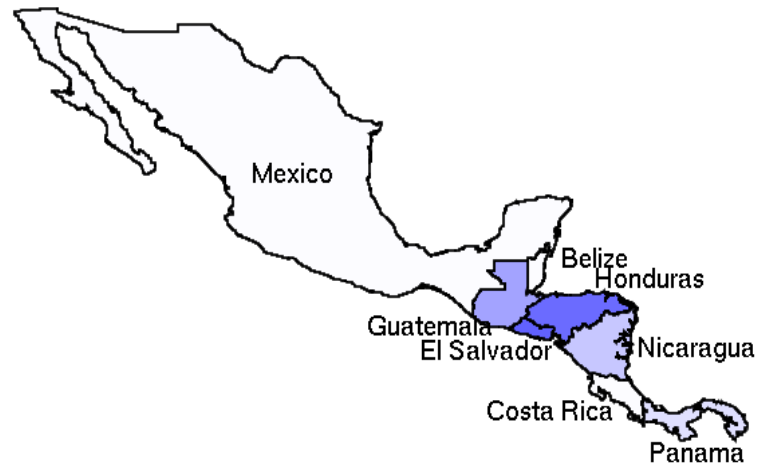 Mexico
Belize
Honduras
Guatemala
El Salvador
Nicaragua
Costa Rica
Panama